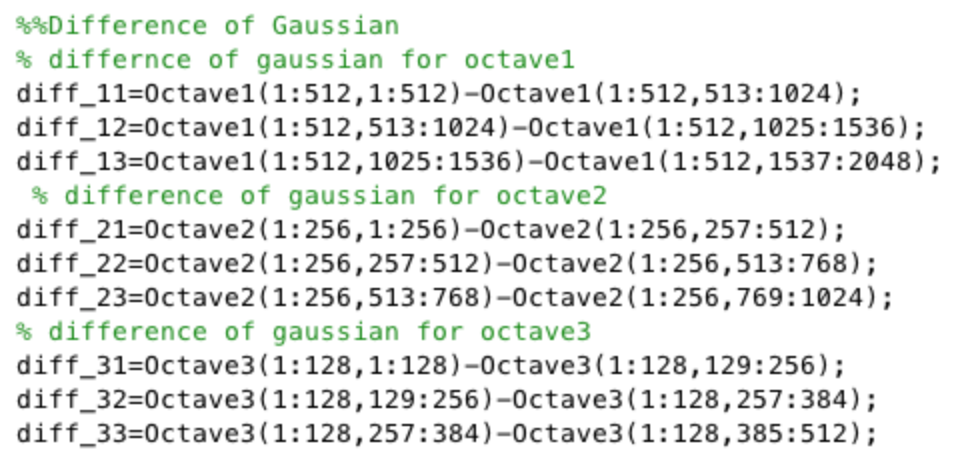 %%Difference of Gaussian
% differnce of gaussian for octave1
diff_11=Octave1(1:512,1:512)-Octave1(1:512,513:1024);
diff_12=Octave1(1:512,513:1024)-Octave1(1:512,1025:1536);
diff_13=Octave1(1:512,1025:1536)-Octave1(1:512,1537:2048);
% difference of gaussian for octave2
diff_21=Octave2(1:256,1:256)-Octave2(1:256,257:512);
diff_22=Octave2(1:256,257:512)-Octave2(1:256,513:768);
diff_23=Octave2(1:256,513:768)-Octave2(1:256,769:1024);
% difference of gaussian for octave3
diff_31=Octave3(1:128,1:128)-Octave3(1:128,129:256);
diff_32=Octave3(1:128,129:256)-Octave3(1:128,257:384);
diff_33=Octave3(1:128,257:384)-Octave3(1:128,385:512);